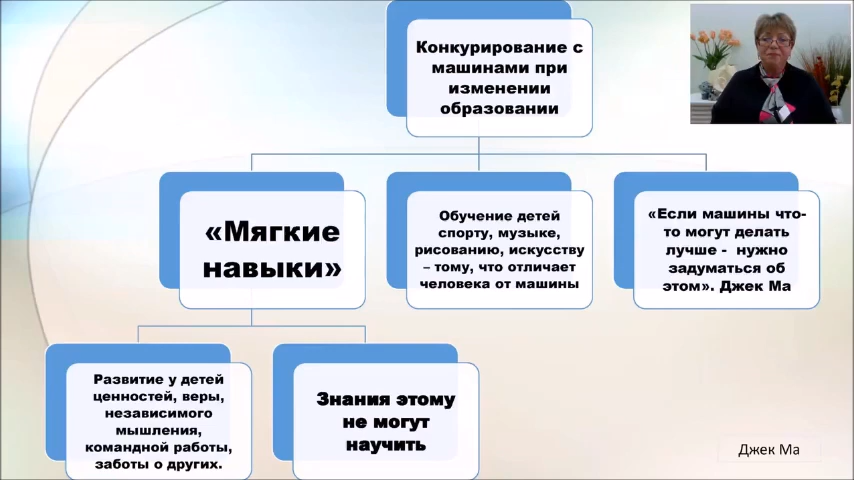 Конкурирование с
машинами при
изменении
образовании
«Мягкие
навыки»
Обучение детей
спорту, музыке,
рисованию, искусству
– тому, что отличает
человека от машины
«Если машины что-
то могут делать
лучше - нужно
задуматься об
этом». Джек Ма
Развитие у детей
ценностей, веры,
независимого
мышления,
командной работы,
заботы о других.
Знания этому
не могут
научить
Джек Ма